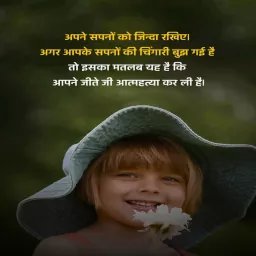 अपने सपनों को जिन्दा रखिए।
अगर आपके सपनों की चिंगारी बुझ गई है
तो इसका मतलब यह है कि
आपने जीते जी आत्महत्या कर ली है।